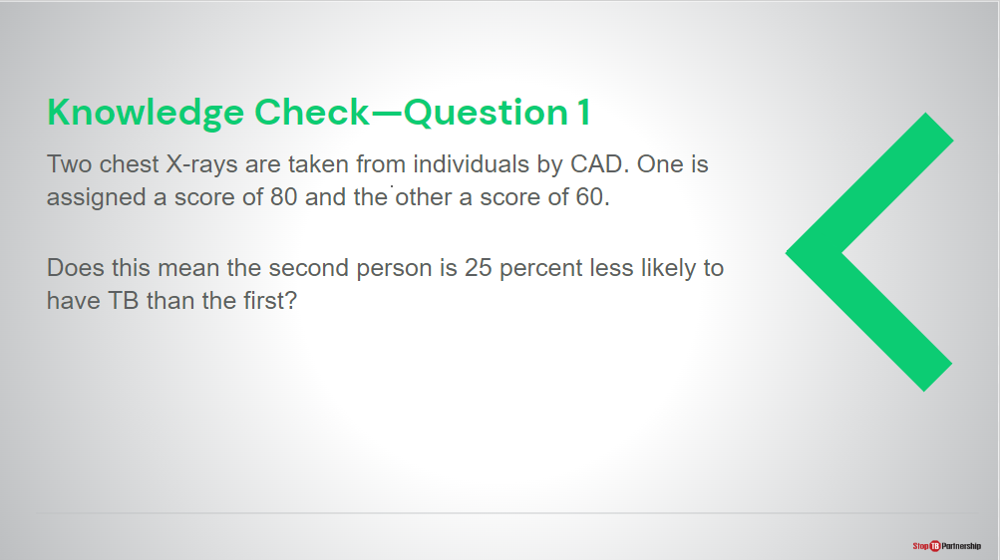 Knowledge Check—Question 1
Two chest X-rays are taken from individuals by CAD. One is
assigned a score of 80 and the other a score of 60.
Does this mean the second person is 25 percent less likely to
have TB than the first?
Stop TB Partnership